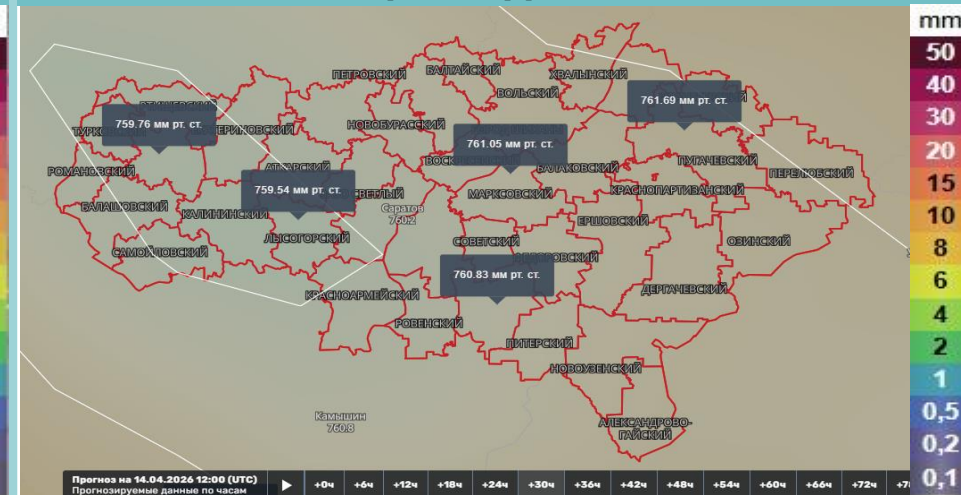 mm
50
40
30
20
15
10
8
6
4
2
1
0,5
0,2
0,1
ПЕТРОВСКИЙ
БАЛТАЙСКИЙ
ХВАЛЫНСКИЙ
ВОЛЬСКИЙ
761.69 мм рт. ст.
759.76 мм рт. ст.
НОВОБУРАССКИЙ
761.05 мм рт. ст.
ПУГАЧЕВСКИЙ
БАЛАКОВСКИЙ
РОМАНОВСКИЙ
ПЕРЕЛЮБСКИЙ
759.54 мм рт. ст.
МАРКСОВСКИЙ
КРАСНОПАРТИЗАНСКИЙ
БАЛАШОВСКИЙ
КАЛИНИНСКИЙ
Саратов
760.2
ЕРШОВСКИЙ
ЛЫСОГОРСКИЙ
СОВЕТСКИЙ
ОЗИНСКИЙ
САМОЙЛОВСКИЙ
760.83 мм рт. ст.
ДЕРГАЧЕВСКИЙ
КРАСНОАРМЕЙСКИЙ
РОВЕНСКИЙ
ПИТЕРСКИЙ
НОВОУЗЕНСКИЙ
Камышин
760.8
АЛЕКСАНДРОВО-
ГАЙСКИЙ
Прогноз на 14.04.2026 12:00 (UTC)
Прогнозируемые данные по часам
+0ч +6ч +12ч +18ч +24ч +30ч +36ч +42ч +48ч +54ч +60ч +66ч +72ч